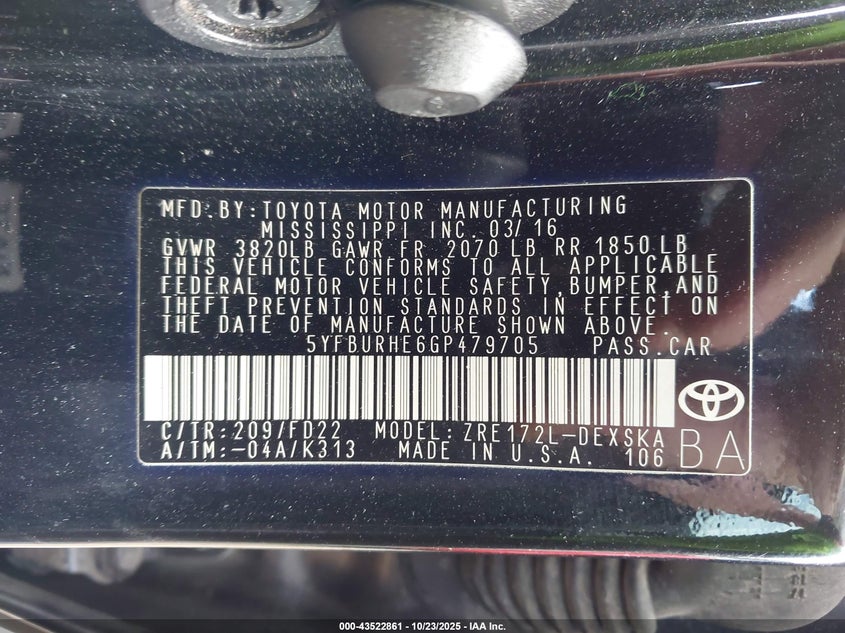 MFD.BY:TOYOTA MOTOR MANUFACTURING
MISSISSIPPI INC. 03/16
GVWR 3820LB GAWR FR 2070 LB RR 1850 LB
THIS VEHICLE CONFORMS TO ALL APPLICABLE
FEDERAL MOTOR VEHICLE SAFETY, BUMPER, AND
THEFT PREVENTION STANDARDS IN EFFECT ON
THE DATE OF MANUFACTURE SHOWN ABOVE.
5YFBURHE6GP479705 PASS.CAR
C/TR:209/FD22 MODEL:ZRE172L-DEXSKA
A/TM:-04A/K313 MADE IN U.S.A. 106 BA
000-43522861 - 10/23/2025 - IAA Inc.